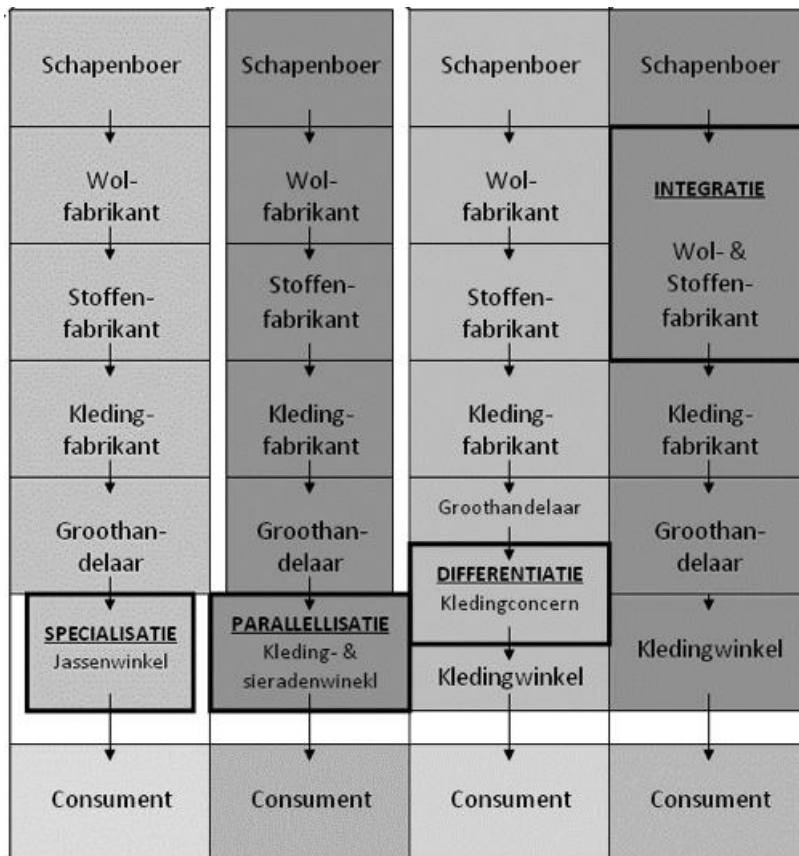 Schapenboer
Wol-
fabrikant
Stoffen-
fabrikant
Kleding-
fabrikant
Groothan-
delaar
SPECIALISATIE
Jassenwinkel
Consument
Schapenboer
Wol-
fabrikant
Stoffen-
fabrikant
Kleding-
fabrikant
Groothan-
delaar
PARALLELLISATIE
Kleding- &
sieradenwinekl
Consument
Schapenboer
Wol-
fabrikant
Stoffen-
fabrikant
Kleding-
fabrikant
Groothandelaar
DIFFERENTIATIE
Kledingconcern
Kledingwinkel
Consument
Schapenboer
INTEGRATIE
Wol- &
Stoffen-
fabrikant
Kleding-
fabrikant
Groothan-
delaar
Kledingwinkel
Consument